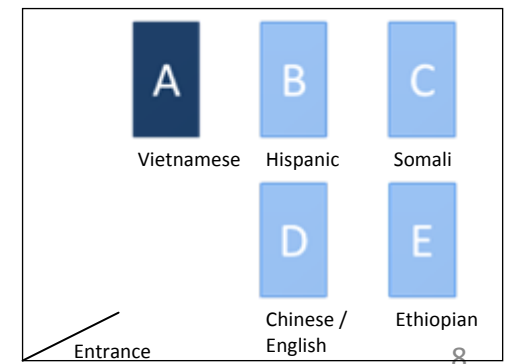 A B C
Vietnamese Hispanic Somali
D E
Chinese / Ethiopian
English
Entrance
8